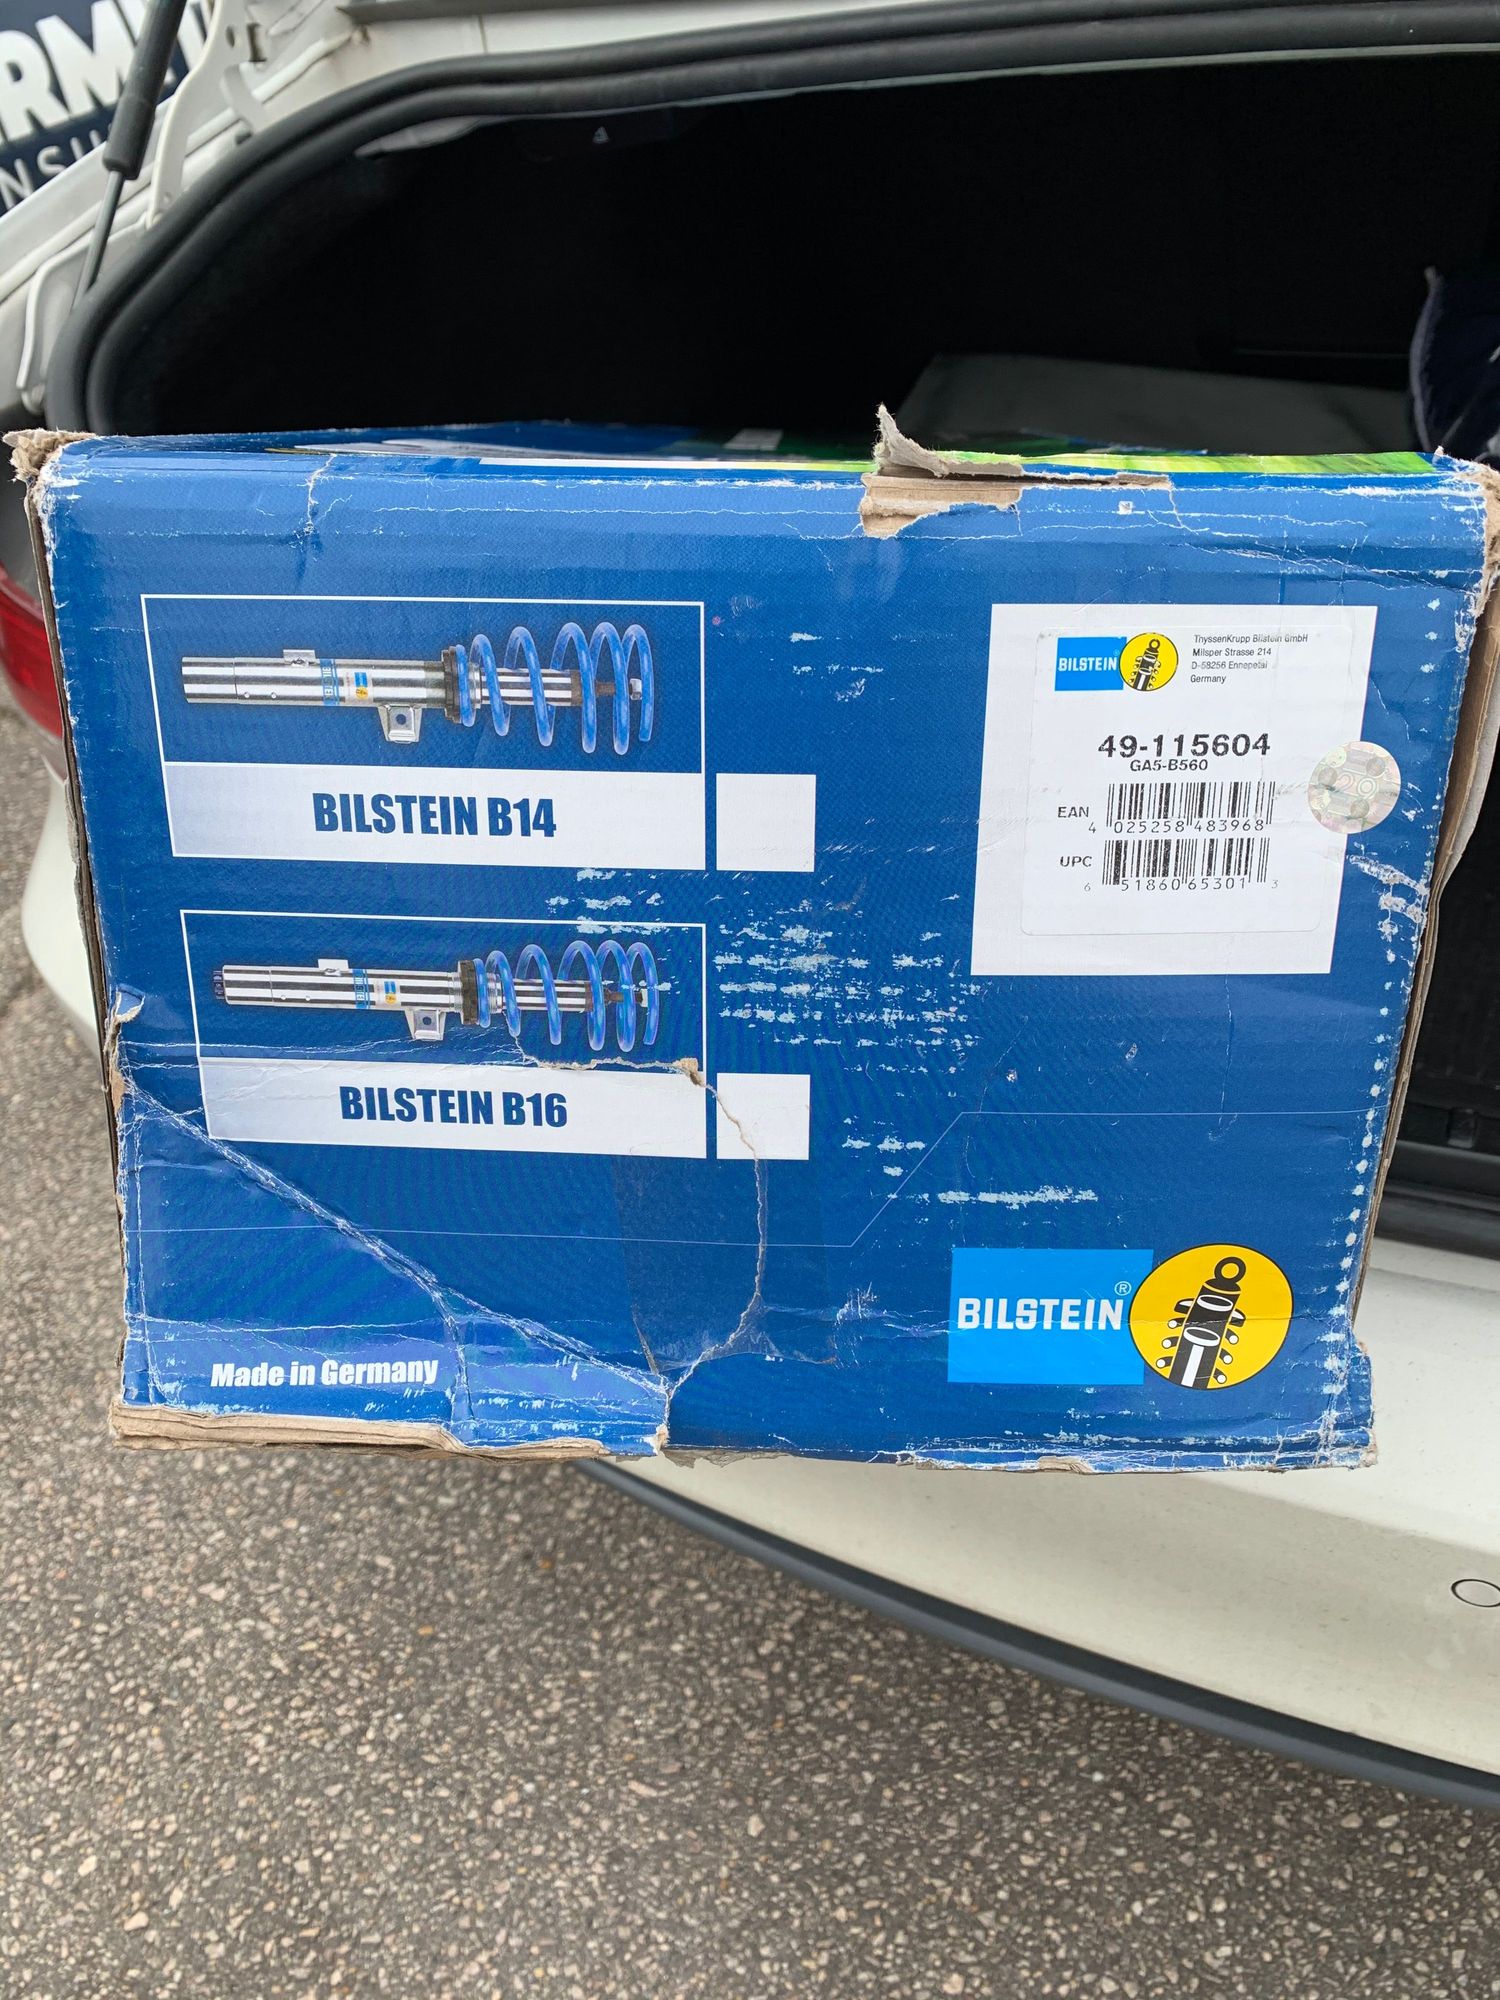 BILSTEIN B14
BILSTEIN B16
Made in Germany
BILSTEIN
ThyssenKrupp Bilstein GmbH
Milsper Strasse 214
D-58256 Ennepetal
Germany
49-115604
GA5-B560
EAN
4 025258 483968
UPC
6 51860 65301 3
BILSTEIN®